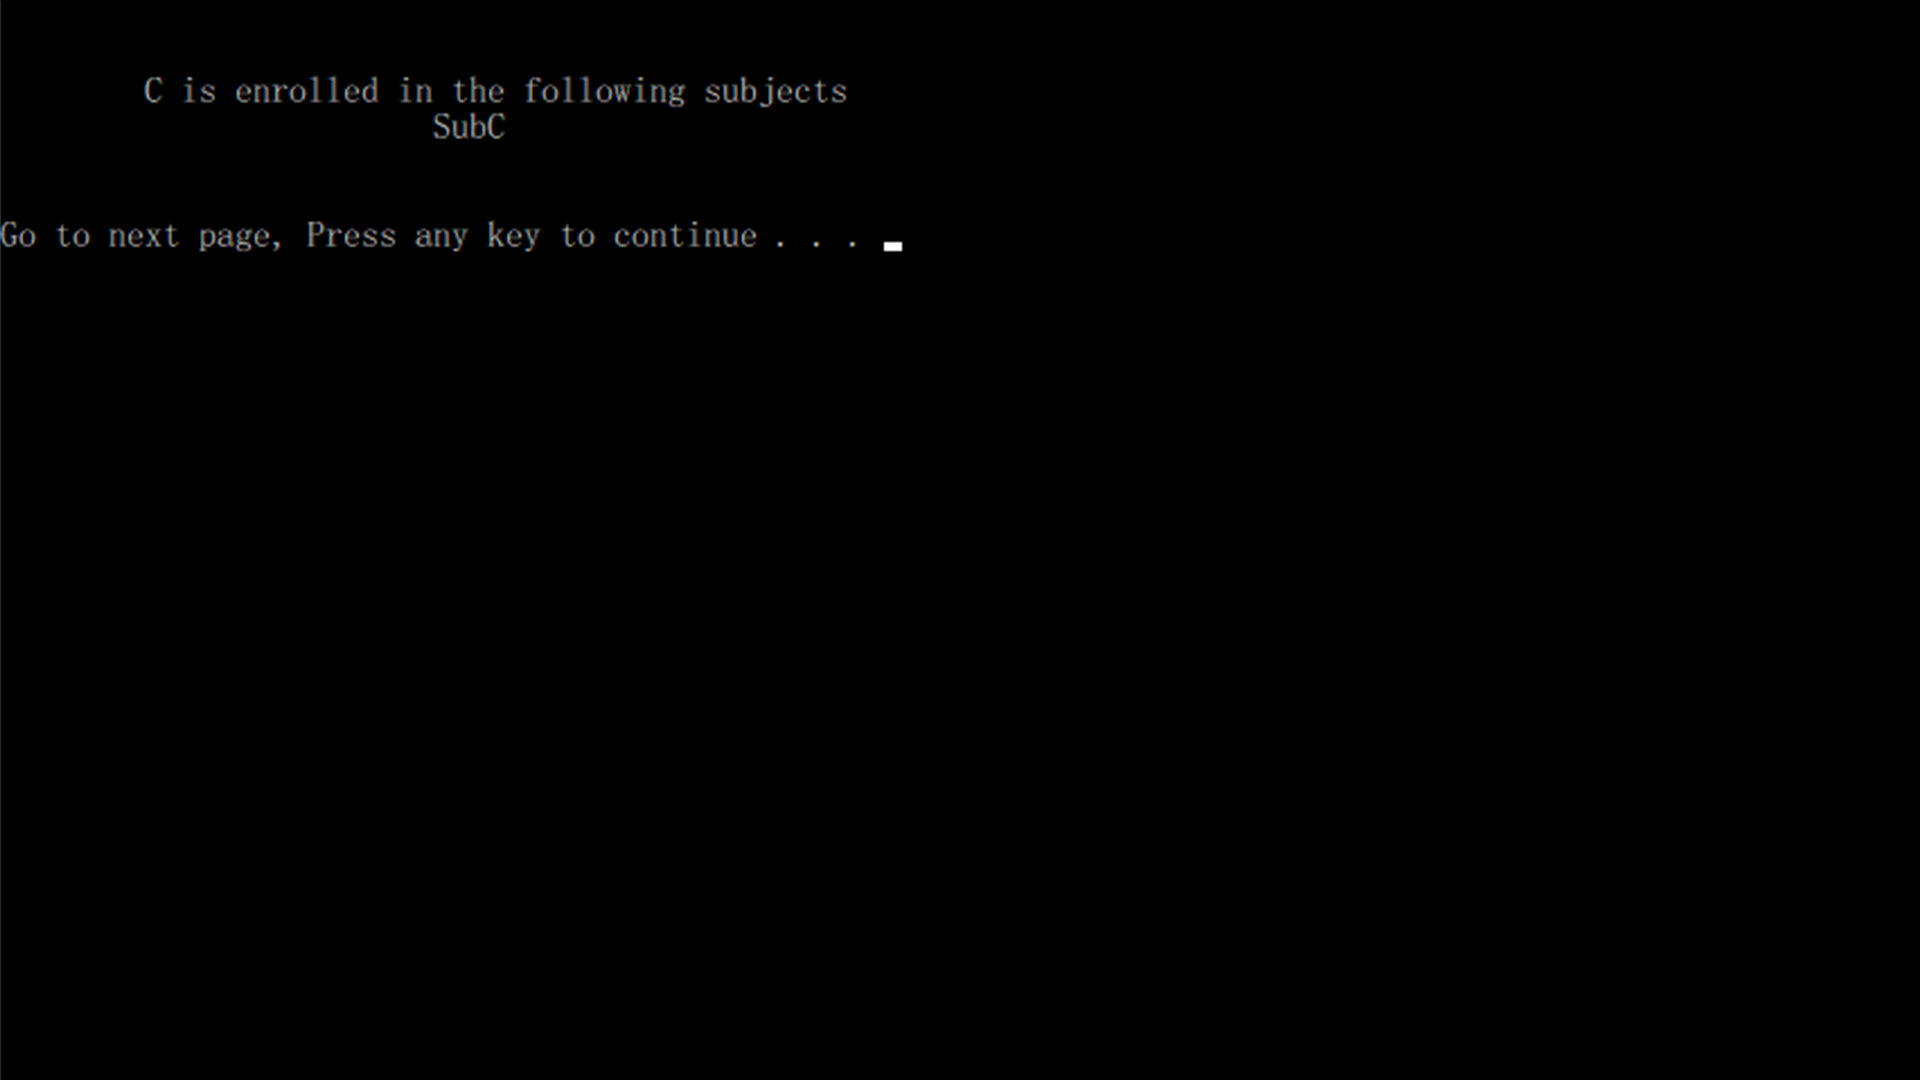 C is enrolled in the following subjects
SubC
Go to next page, Press any key to continue . . .